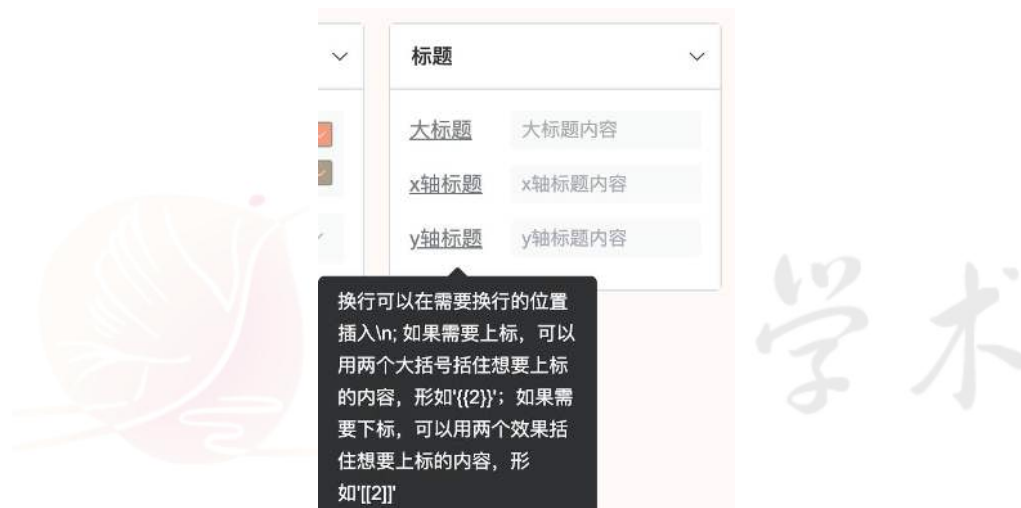 标题
大标题 大标题内容
x轴标题 x轴标题内容
y轴标题 y轴标题内容
换行可以在需要换行的位置
插入\n; 如果需要上标，可以
用两个大括号括住想要上标
的内容，形如'{{2}}'；如果需
要下标，可以用两个效果括
住想要上标的内容，形
如'[[2]]'
学术